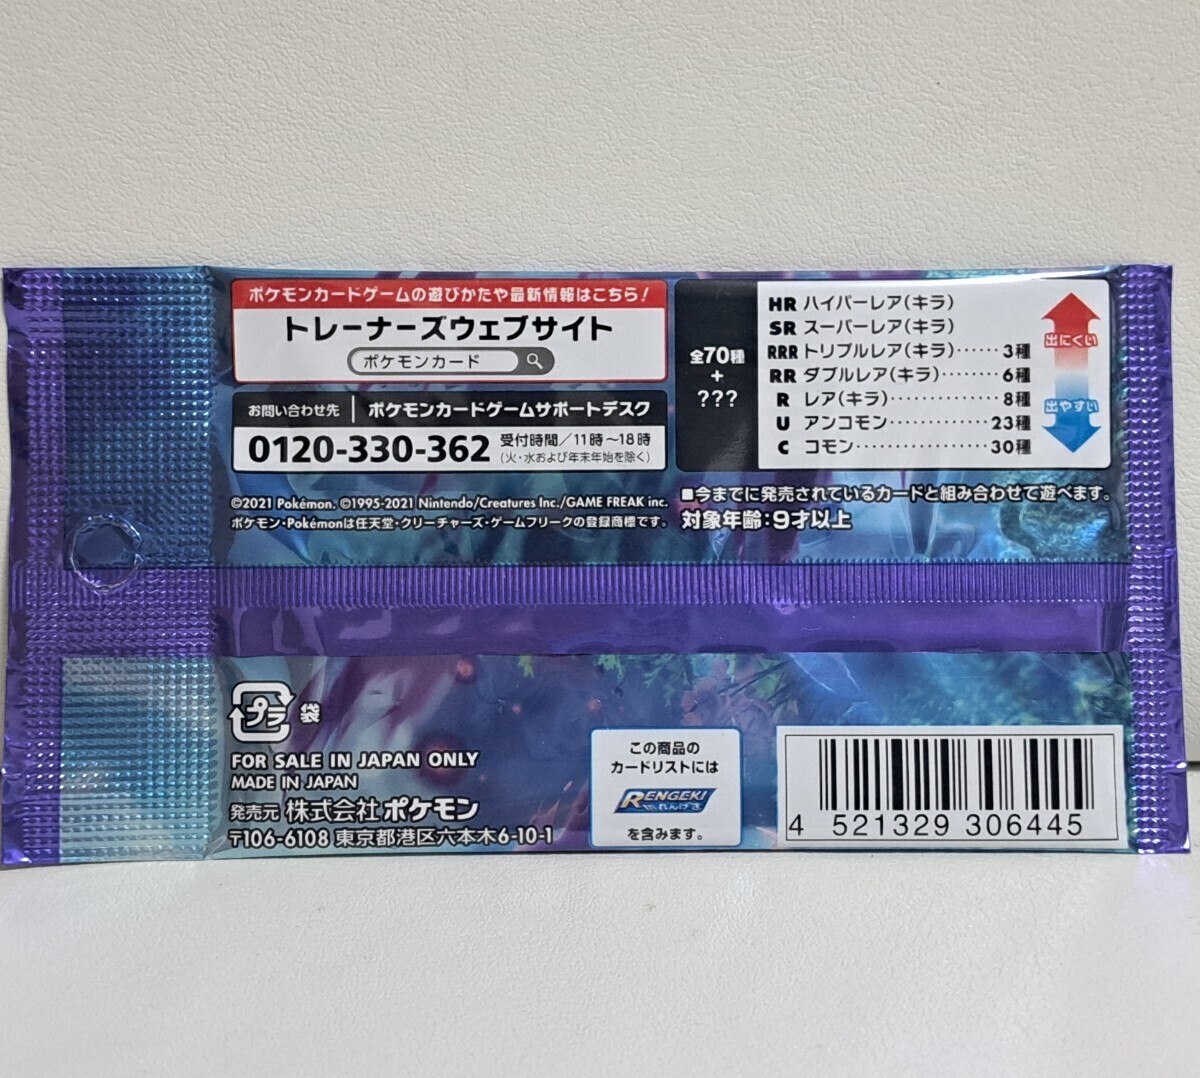 ポケモンカードゲームの遊びかたや最新情報はこちら!
トレーナーズウェブサイト
ポケモンカード
お問い合わせ先 ポケモンカードゲームサポートデスク
0120-330-362 受付時間/11時~18時
(火・水および年末年始を除く)
©2021 Pokémon. ©1995-2021 Nintendo/Creatures Inc./GAME FREAK inc.
ポケモン・Pokémonは任天堂・クリーチャーズ・ゲームフリークの登録商標です。
全70種
+
???
HR ハイパーレア(キラ)
SR スーパーレア(キラ)
RRR トリプルレア(キラ)……3種
RR ダブルレア(キラ)……6種
R レア(キラ)……8種
U アンコモン……23種
C コモン……30種
出にくい
出やすい
■今までに発売されているカードと組み合わせて遊べます。
対象年齢:9才以上
プラ 袋
FOR SALE IN JAPAN ONLY
MADE IN JAPAN
発売元 株式会社ポケモン
〒106-6108 東京都港区六本木6-10-1
この商品の
カードリストには
RENGEKI
れんげき
を含みます。
4 521329 306445